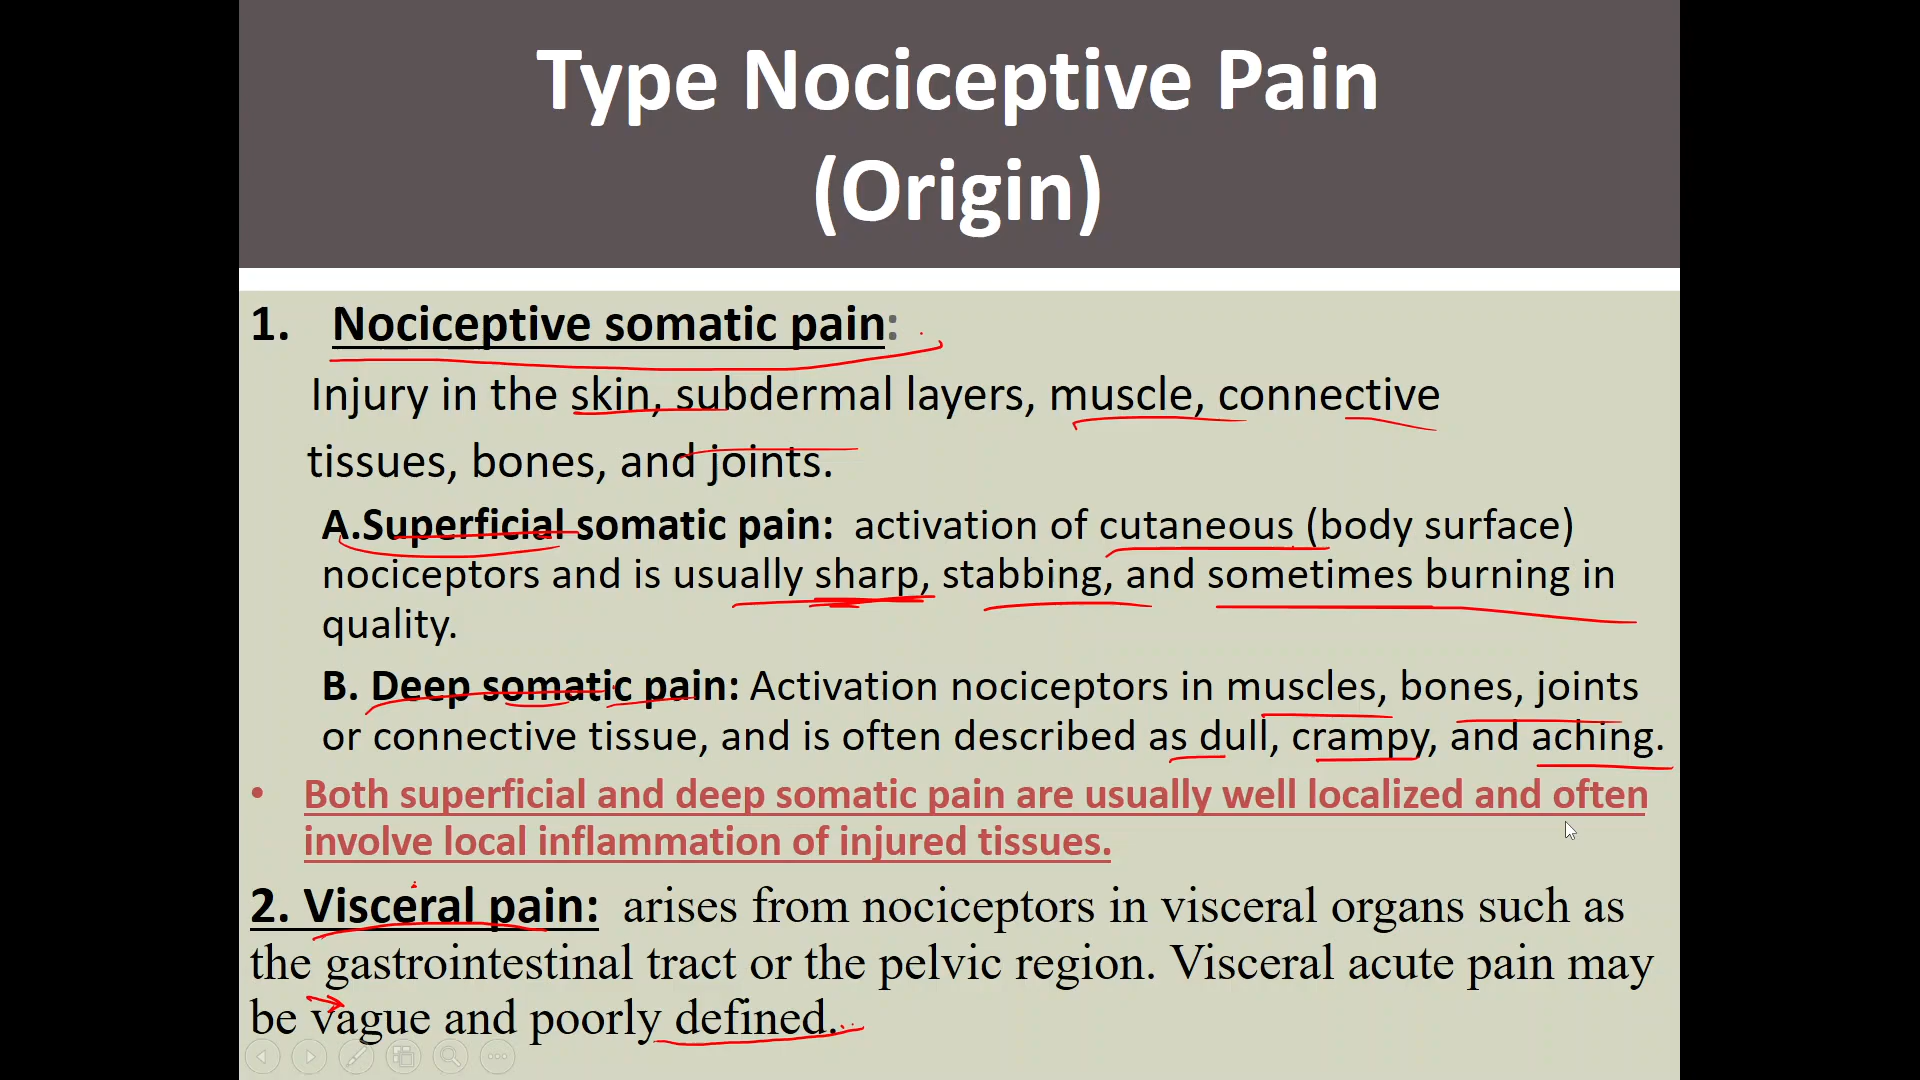 Type Nociceptive Pain
(Origin)
1. Nociceptive somatic pain:
Injury in the skin, subdermal layers, muscle, connective
tissues, bones, and joints.
A.Superficial somatic pain: activation of cutaneous (body surface)
nociceptors and is usually sharp, stabbing, and sometimes burning in
quality.
B. Deep somatic pain: Activation nociceptors in muscles, bones, joints
or connective tissue, and is often described as dull, crampy, and aching.
• Both superficial and deep somatic pain are usually well localized and often
involve local inflammation of injured tissues.
2. Visceral pain: arises from nociceptors in visceral organs such as
the gastrointestinal tract or the pelvic region. Visceral acute pain may
be vague and poorly defined.